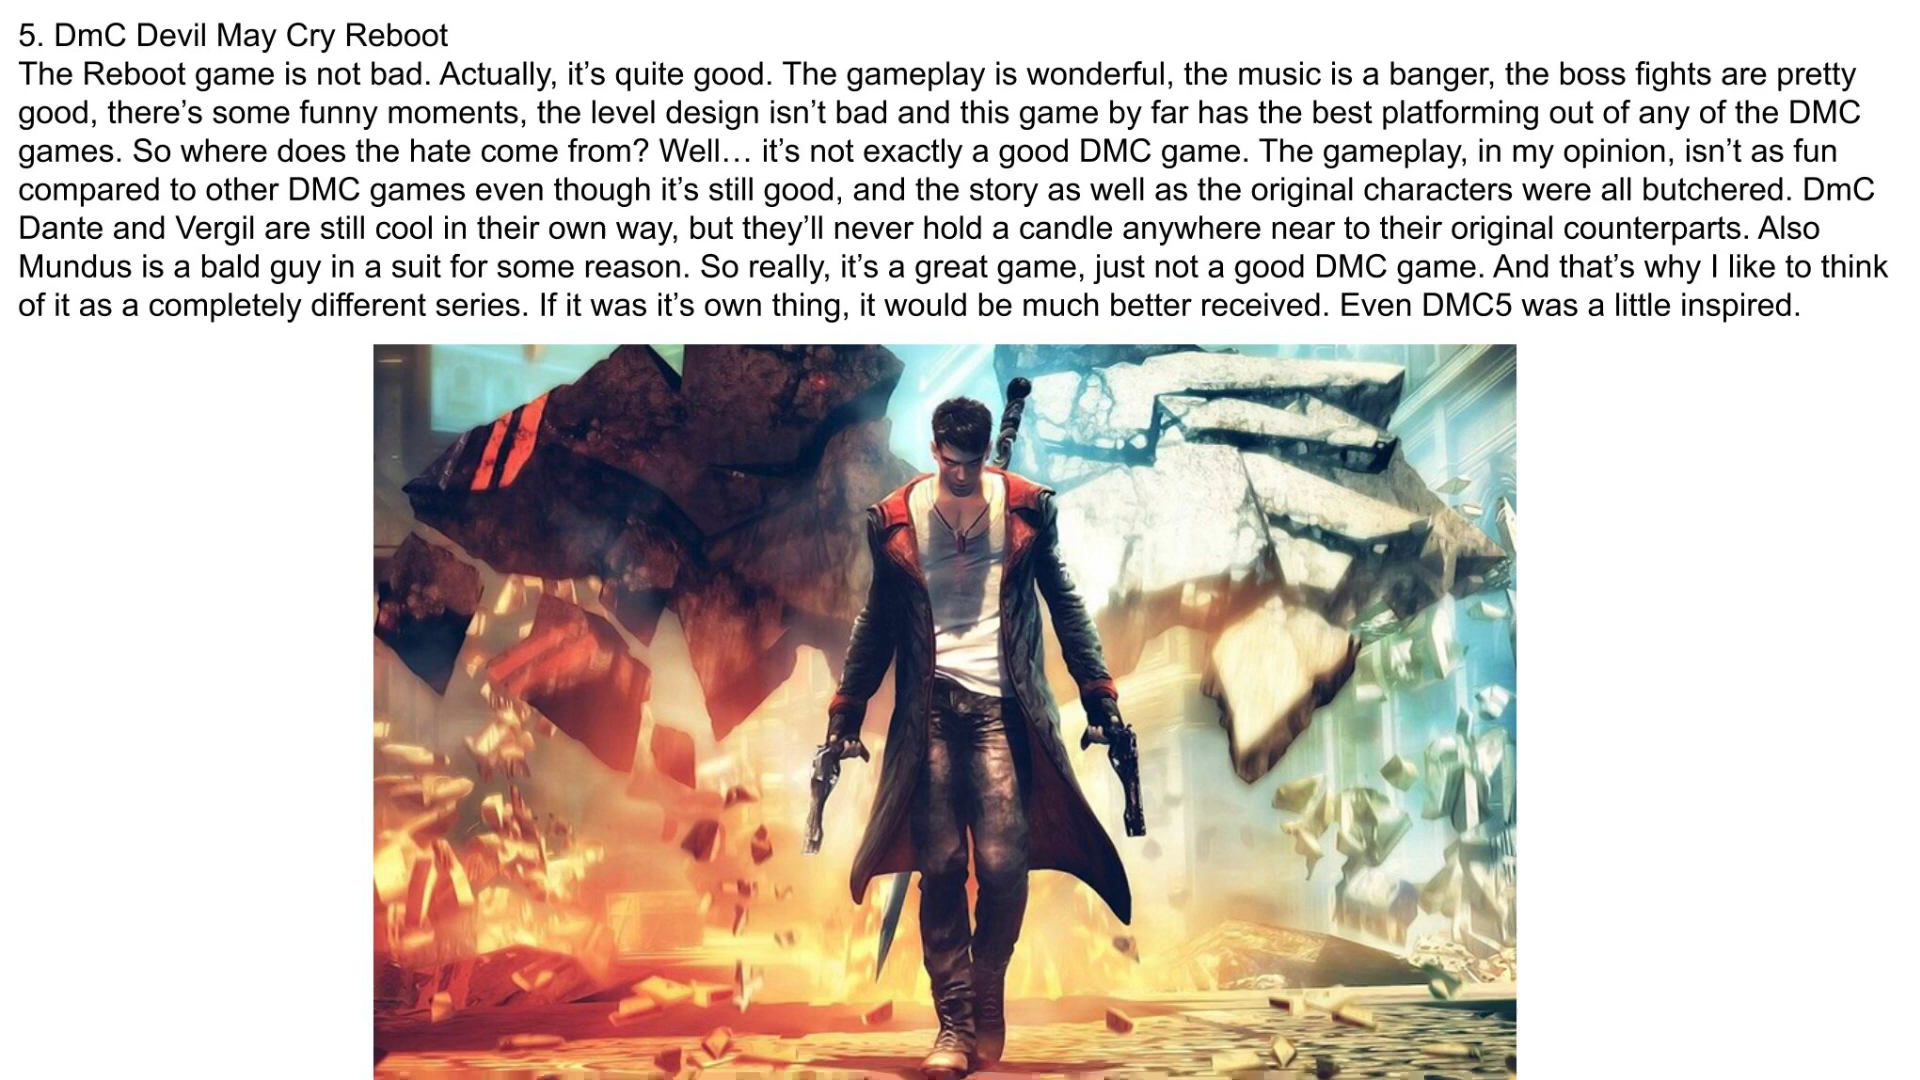 5. DmC Devil May Cry Reboot
The Reboot game is not bad. Actually, it’s quite good. The gameplay is wonderful, the music is a banger, the boss fights are pretty
good, there’s some funny moments, the level design isn’t bad and this game by far has the best platforming out of any of the DMC
games. So where does the hate come from? Well… it’s not exactly a good DMC game. The gameplay, in my opinion, isn’t as fun
compared to other DMC games even though it’s still good, and the story as well as the original characters were all butchered. DmC
Dante and Vergil are still cool in their own way, but they’ll never hold a candle anywhere near to their original counterparts. Also
Mundus is a bald guy in a suit for some reason. So really, it’s a great game, just not a good DMC game. And that’s why I like to think
of it as a completely different series. If it was it’s own thing, it would be much better received. Even DMC5 was a little inspired.